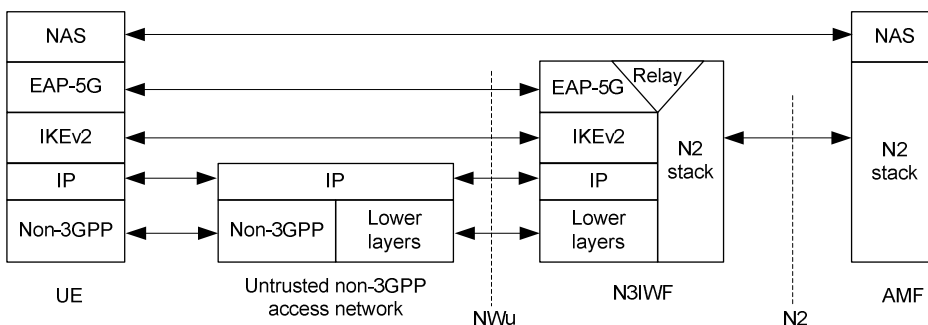 NAS
NAS
EAP-5G
EAP-5G
Relay
IKEv2
IKEv2
N2
stack
N2
stack
IP
IP
IP
Non-3GPP
Non-3GPP
Lower
layers
Lower
layers
UE
Untrusted non-3GPP
access network
N3IWF
AMF
NWu
N2